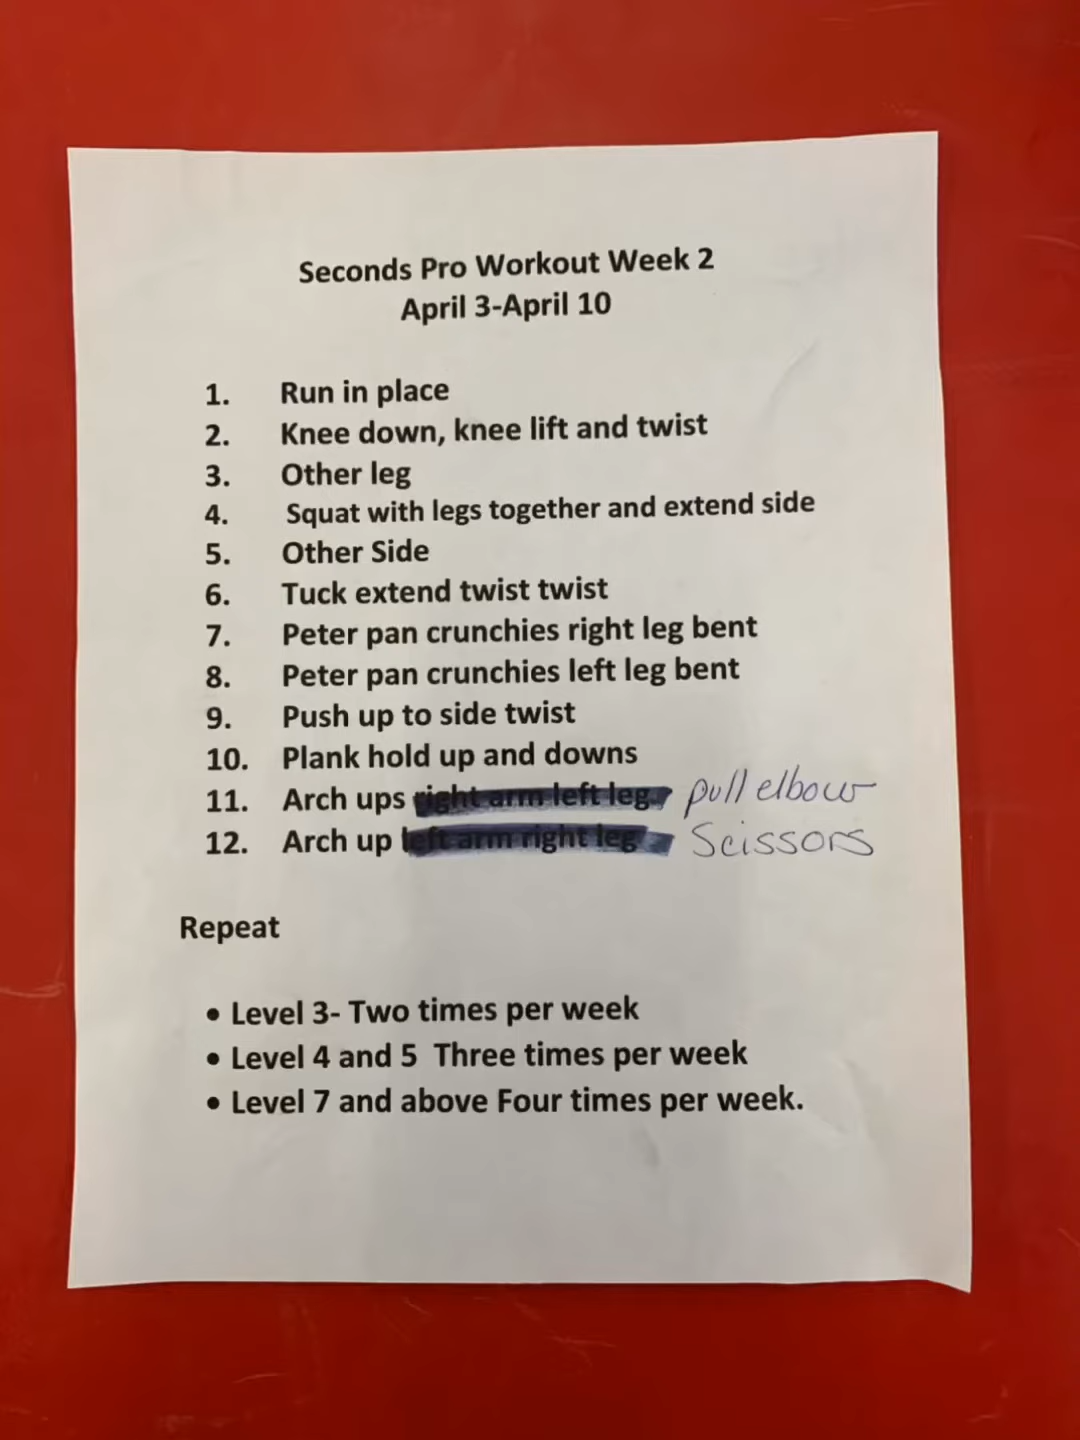 Seconds Pro Workout Week 2
April 3-April 10
1. Run in place
2. Knee down, knee lift and twist
3. Other leg
4. Squat with legs together and extend side
5. Other Side
6. Tuck extend twist twist
7. Peter pan crunchies right leg bent
8. Peter pan crunchies left leg bent
9. Push up to side twist
10. Plank hold up and downs
11. Arch ups right arm left leg. pull elbow
12. Arch up left arm right leg Scissors
Repeat
• Level 3- Two times per week
• Level 4 and 5 Three times per week
• Level 7 and above Four times per week.